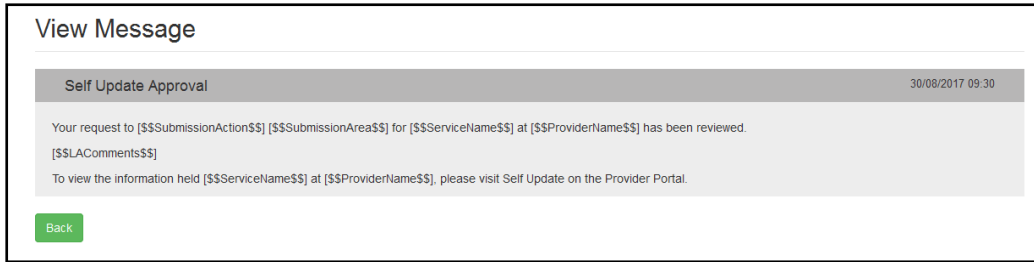 View Message
Self Update Approval 30/08/2017 09:30
Your request to [$$SubmissionAction$$] [$$SubmissionArea$$] for [$$ServiceName$$] at [$$ProviderName$$] has been reviewed.
[$$LAComments$$]
To view the information held [$$ServiceName$$] at [$$ProviderName$$], please visit Self Update on the Provider Portal.
Back